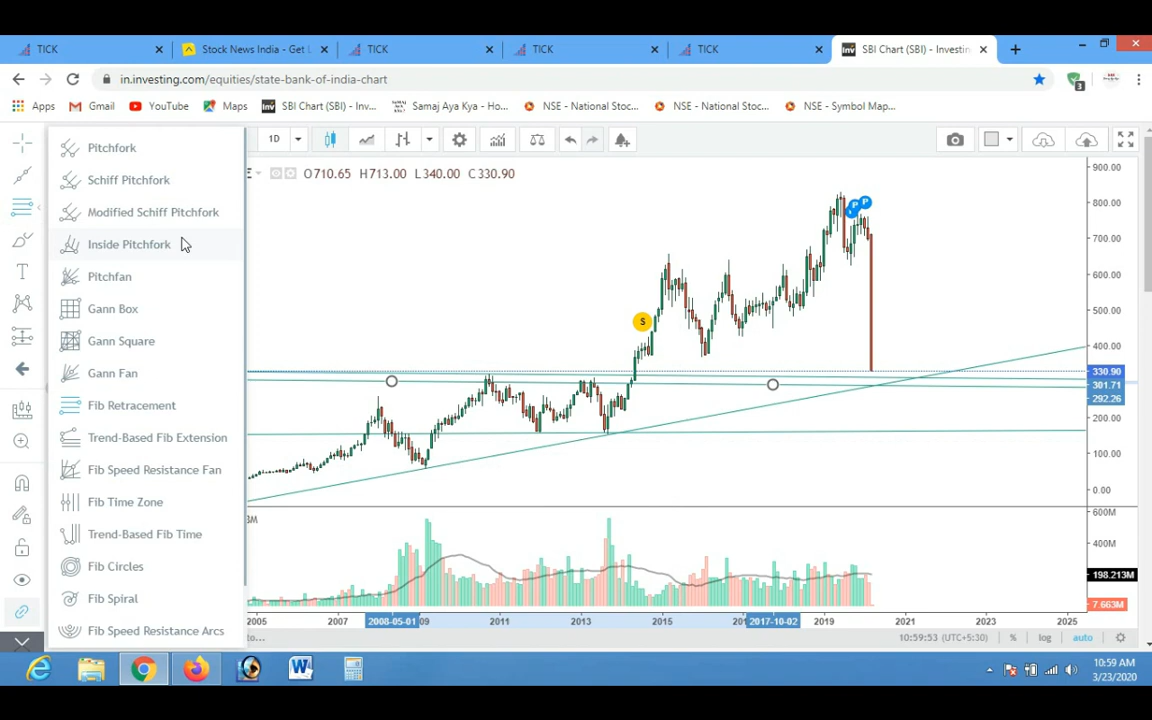 TICK
Stock News India - Get L
TICK
TICK
TICK
SBI Chart (SBI) - Investin
in.investing.com/equities/state-bank-of-india-chart
Apps
Gmail
YouTube
Maps
SBI Chart (SBI) - Inv...
Samaj Aya Kya - Ho...
NSE - National Stoc...
NSE - National Stoc...
NSE - Symbol Map...
3
1D
O710.65 H713.00 L340.00 C330.90
Pitchfork
Schiff Pitchfork
Modified Schiff Pitchfork
Inside Pitchfork
Pitchfan
Gann Box
Gann Square
Gann Fan
Fib Retracement
Trend-Based Fib Extension
Fib Speed Resistance Fan
Fib Time Zone
Trend-Based Fib Time
Fib Circles
Fib Spiral
Fib Speed Resistance Arcs
P
P
S
900.00
800.00
700.00
600.00
500.00
400.00
330.90
301.71
292.26
200.00
100.00
0.00
600M
400M
198.213M
7.663M
2005 2007 2008-05-01 09 2011 2013 2015 2017-10-02 2019 2021 2023 2025
10:59:53 (UTC+5:30) % log auto
10:59 AM
3/23/2020